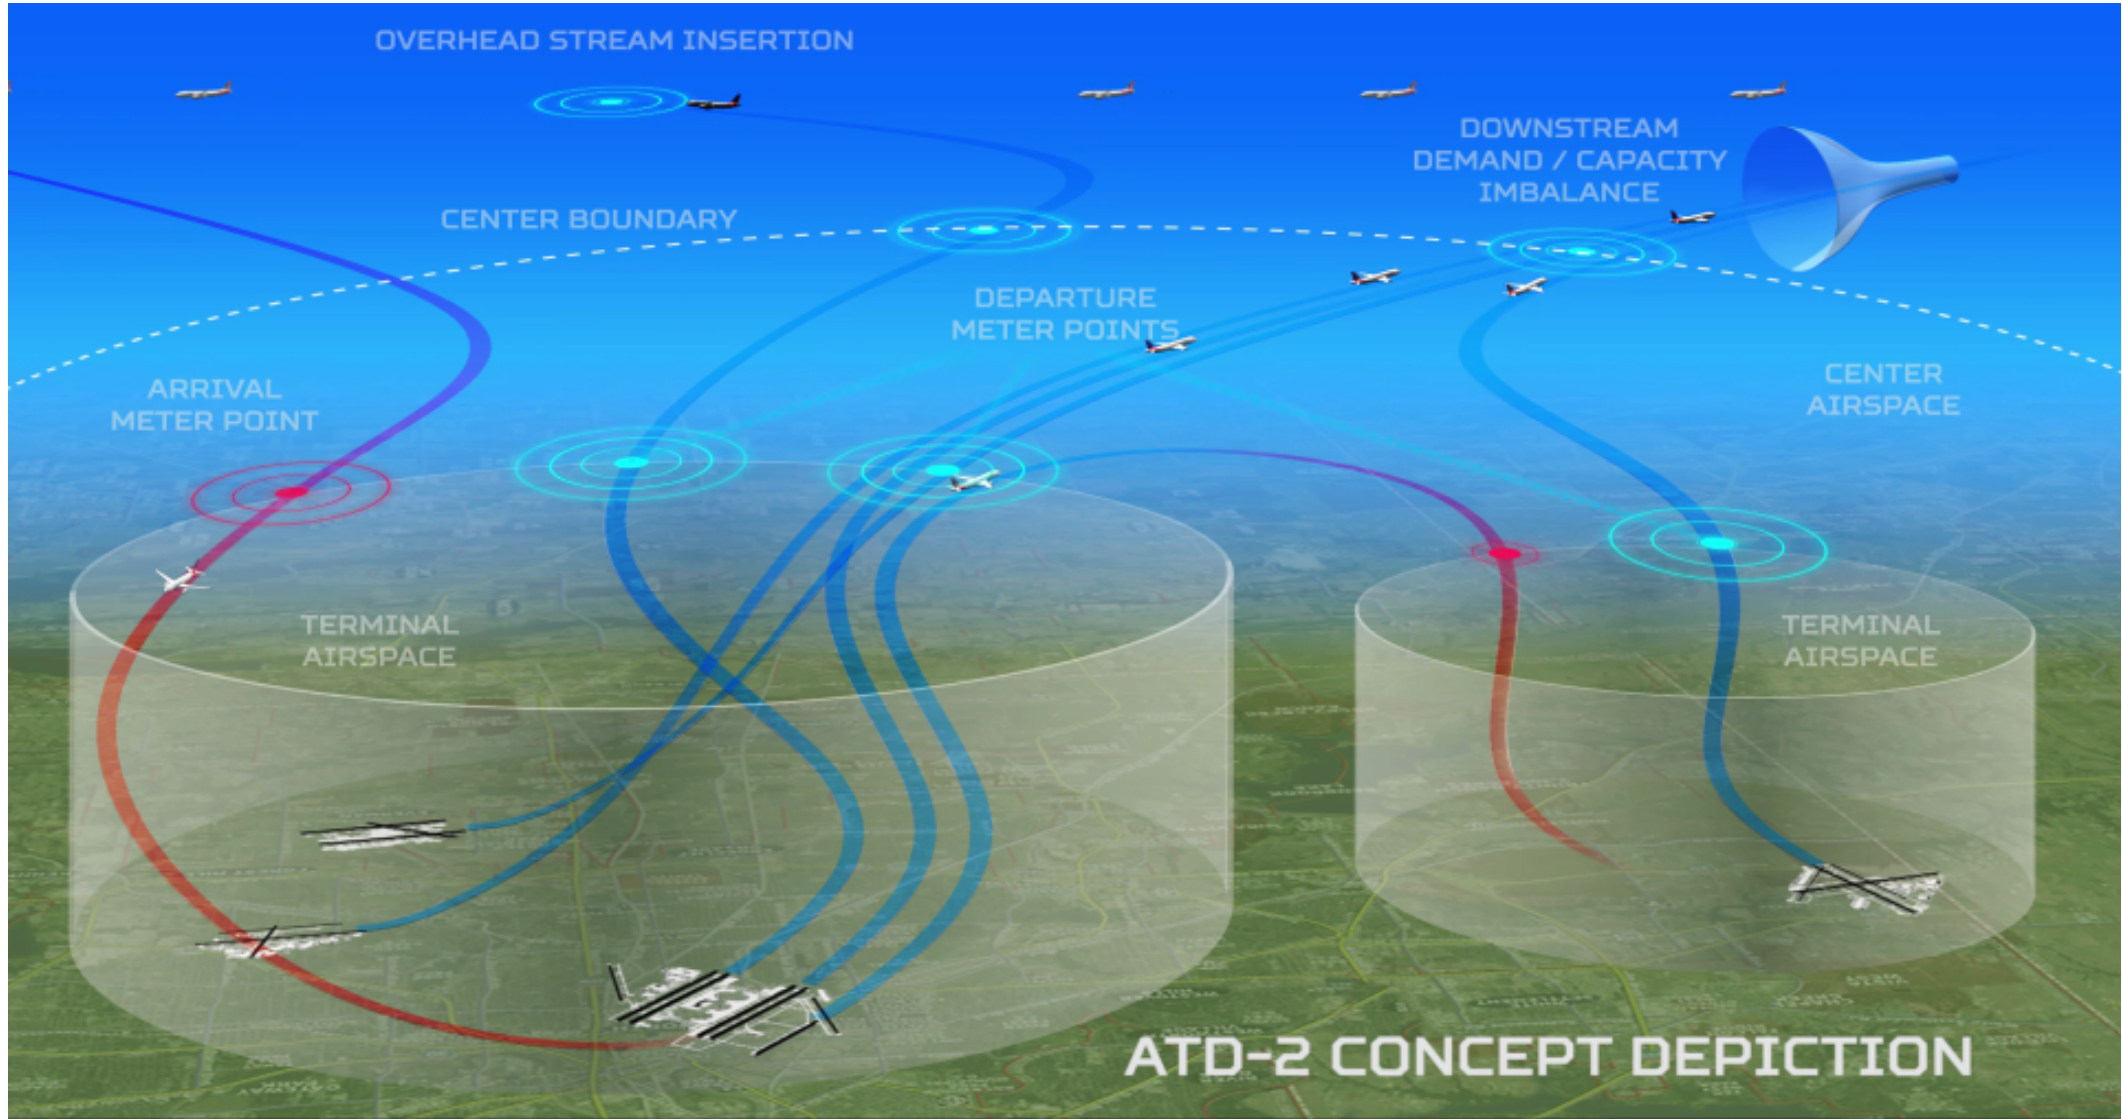 OVERHEAD STREAM INSERTION
DOWNSTREAM
DEMAND / CAPACITY
IMBALANCE
CENTER BOUNDARY
DEPARTURE
METER POINTS
ARRIVAL
METER POINT
CENTER
AIRSPACE
TERMINAL
AIRSPACE
TERMINAL
AIRSPACE
ATD-2 CONCEPT DEPICTION